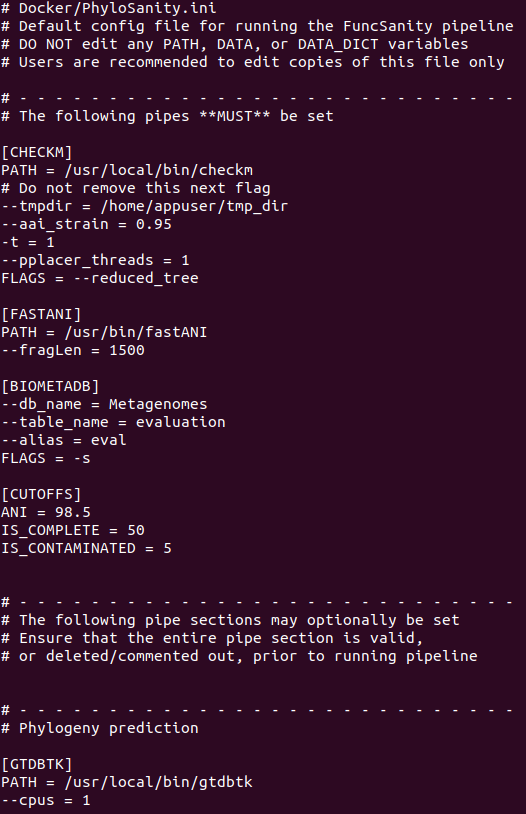 # Docker/PhyloSanity.ini
# Default config file for running the FuncSanity pipeline
# DO NOT edit any PATH, DATA, or DATA_DICT variables
# Users are recommended to edit copies of this file only
# - - - - - - - - - - - - - - - - - - - - - - - - - - - -
# The following pipes **MUST** be set
[CHECKM]
PATH = /usr/local/bin/checkm
# Do not remove this next flag
--tmpdir = /home/appuser/tmp_dir
--aai_strain = 0.95
-t = 1
--pplacer_threads = 1
FLAGS = --reduced_tree
[FASTANI]
PATH = /usr/bin/fastANI
--fragLen = 1500
[BIOMETADB]
--db_name = Metagenomes
--table_name = evaluation
--alias = eval
FLAGS = -s
[CUTOFFS]
ANI = 98.5
IS_COMPLETE = 50
IS_CONTAMINATED = 5
# - - - - - - - - - - - - - - - - - - - - - - - - - - - -
# The following pipe sections may optionally be set
# Ensure that the entire pipe section is valid,
# or deleted/commented out, prior to running pipeline
# - - - - - - - - - - - - - - - - - - - - - - - - - - - -
# Phylogeny prediction
[GTDBTK]
PATH = /usr/local/bin/gtdbtk
--cpus = 1